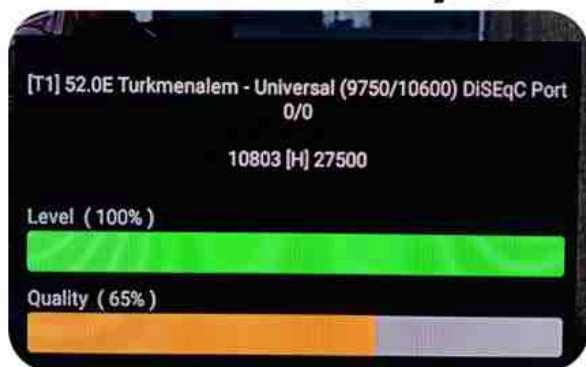 [T1] 52.0E Turkmenalem - Universal (9750/10600) DiSEqC Port
0/0
10803 [H] 27500
Level ( 100% )
Quality ( 65% )